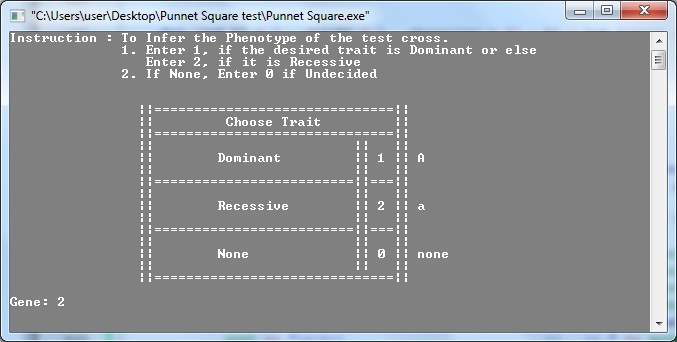 "C:\Users\user\Desktop\Punnet Square test\Punnet Square.exe"
Instruction : To Infer the Phenotype of the test cross.
1. Enter 1, if the desired trait is Dominant or else
Enter 2, if it is Recessive
2. If None, Enter 0 if Undecided
Choose Trait
Dominant 1 A
Recessive 2 a
None 0 none
Gene: 2